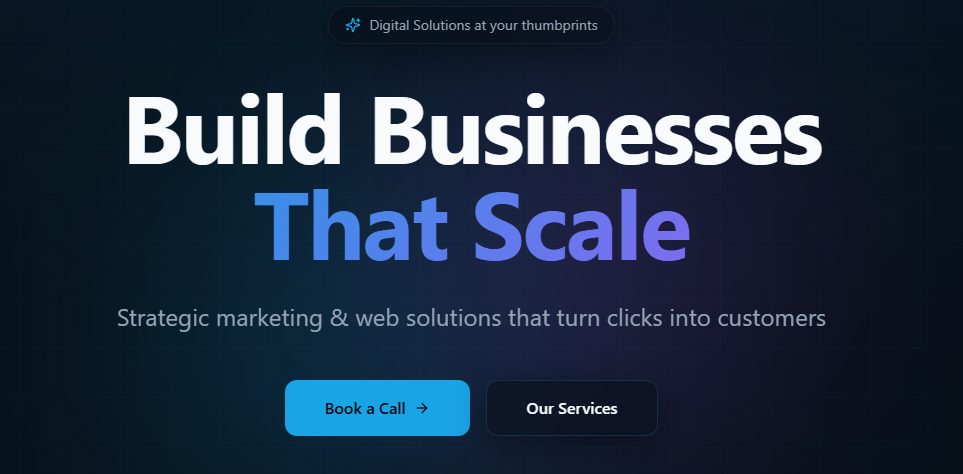 Digital Solutions at your thumbprints
Build Businesses
That Scale
Strategic marketing & web solutions that turn clicks into customers
Book a Call →
Our Services